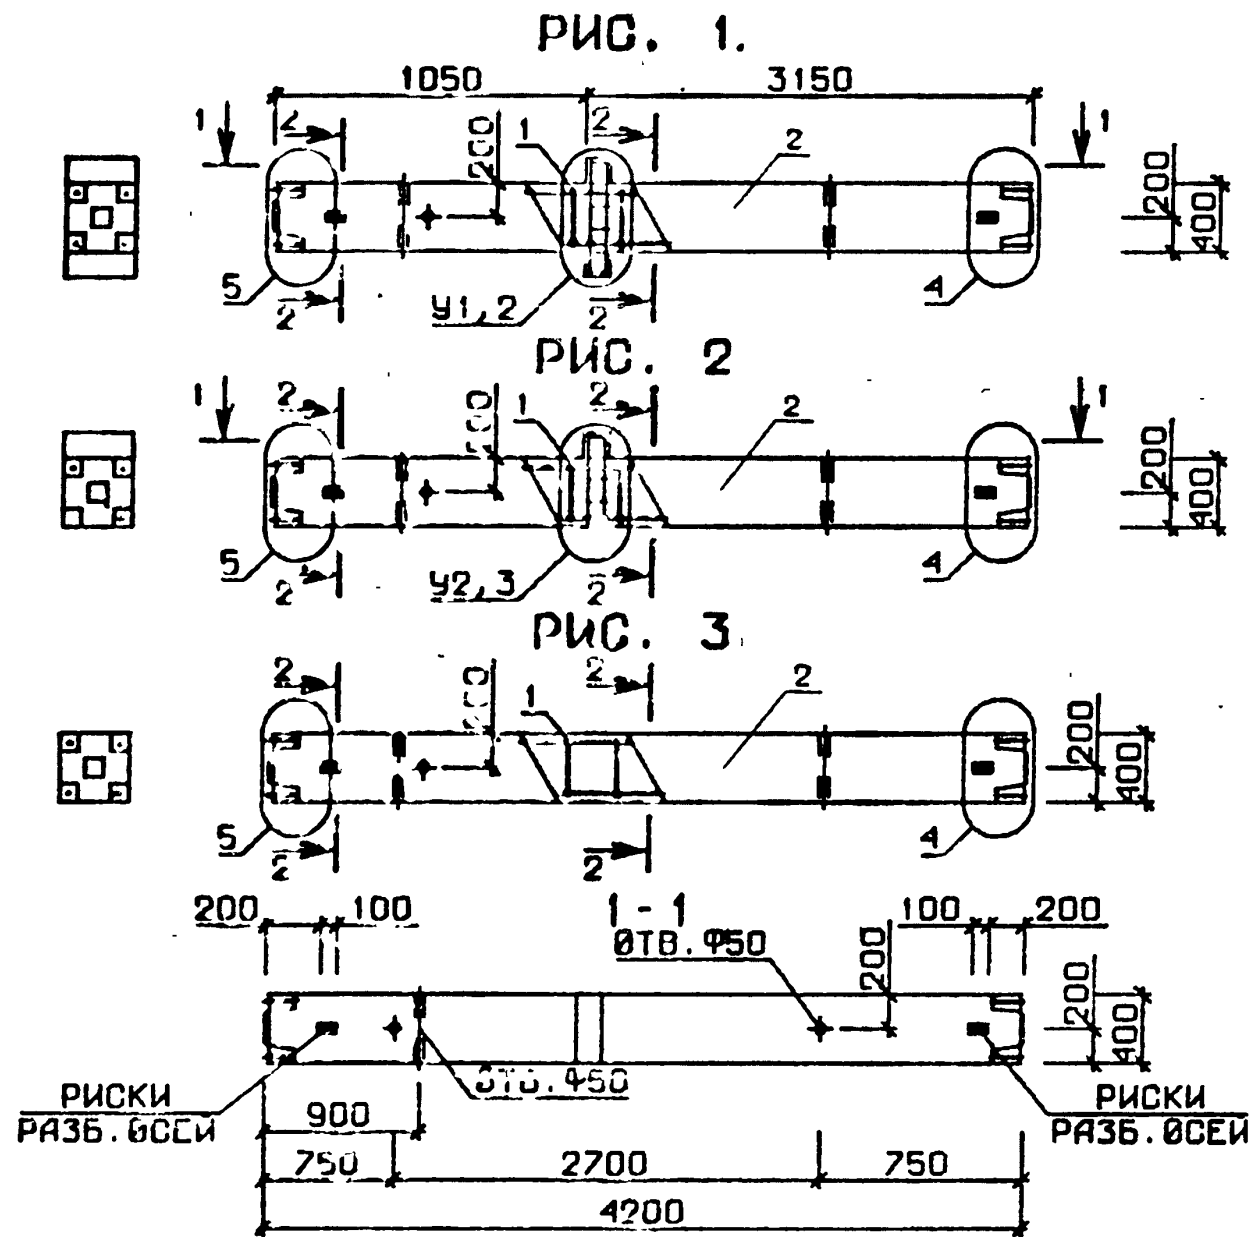 РИС. 1.
1050 3150
1 2 200 1 2 2 1
200
400
5 2 У1,2 2 4
РИС. 2
1 2 1 2 2 1
200
400
5 2 У2,3 2 4
РИС. 3
2 200 1 2 2
200
400
5 2 2 4
200 100 1-1 100 200
ОТВ. Ф50 200
200
400
ОТВ. Ф50
РИСКИ РАЗБ. ОСЕЙ
РИСКИ РАЗБ. ОСЕЙ
900
750 2700 750
4200